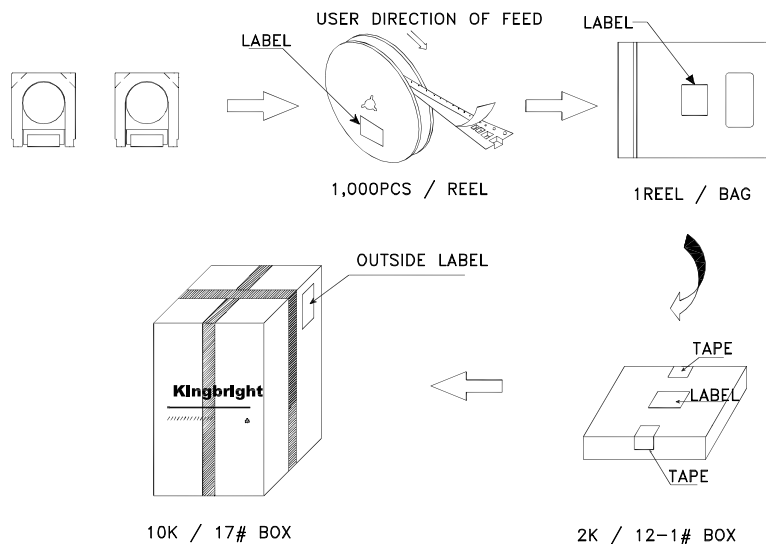 USER DIRECTION OF FEED
LABEL
LABEL
1,000PCS / REEL
1REEL / BAG
OUTSIDE LABEL
TAPE
LABEL
TAPE
Kingbright
10K / 17# BOX
2K / 12-1# BOX